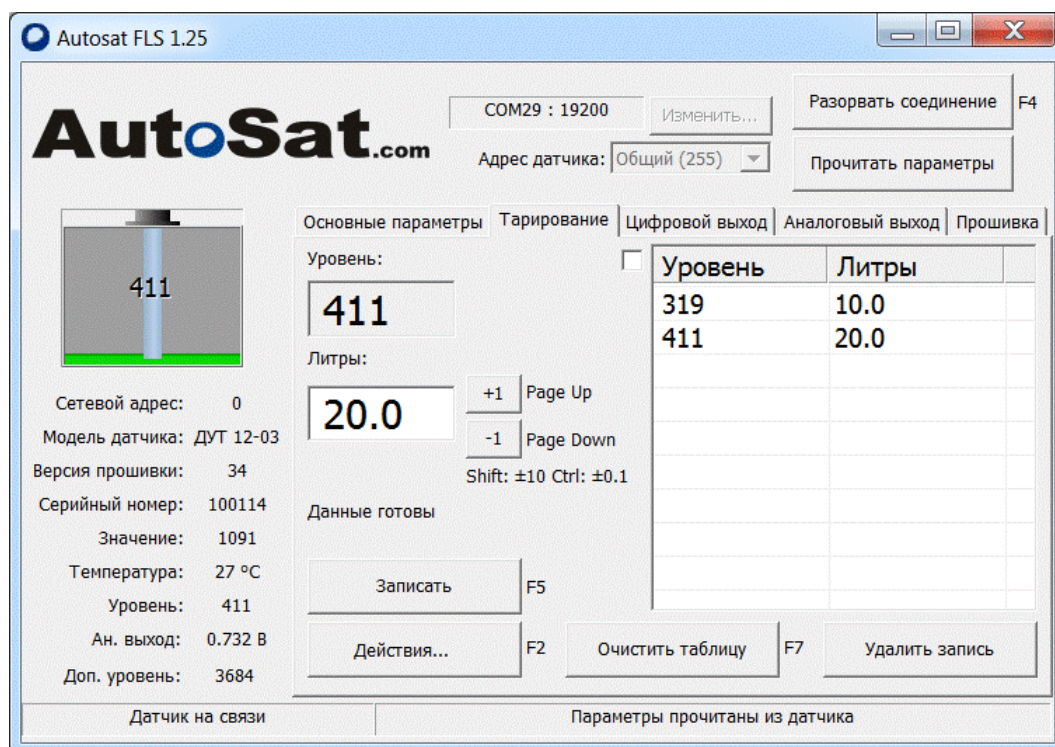 Autosat FLS 1.25
AutoSat.com
COM29 : 19200
Изменить...
Разорвать соединение F4
Адрес датчика: Общий (255)
Прочитать параметры
Основные параметры Тарирование Цифровой выход Аналоговый выход Прошивка
411
Сетевой адрес: 0
Модель датчика: ДУТ 12-03
Версия прошивки: 34
Серийный номер: 100114
Значение: 1091
Температура: 27 ºC
Уровень: 411
Ан. выход: 0.732 В
Доп. уровень: 3684
Уровень:
411
Литры:
20.0
+1 Page Up
-1 Page Down
Shift: ±10 Ctrl: ±0.1
Данные готовы
Записать F5
Действия... F2
Уровень Литры
319 10.0
411 20.0
Очистить таблицу F7
Удалить запись
Датчик на связи
Параметры прочитаны из датчика